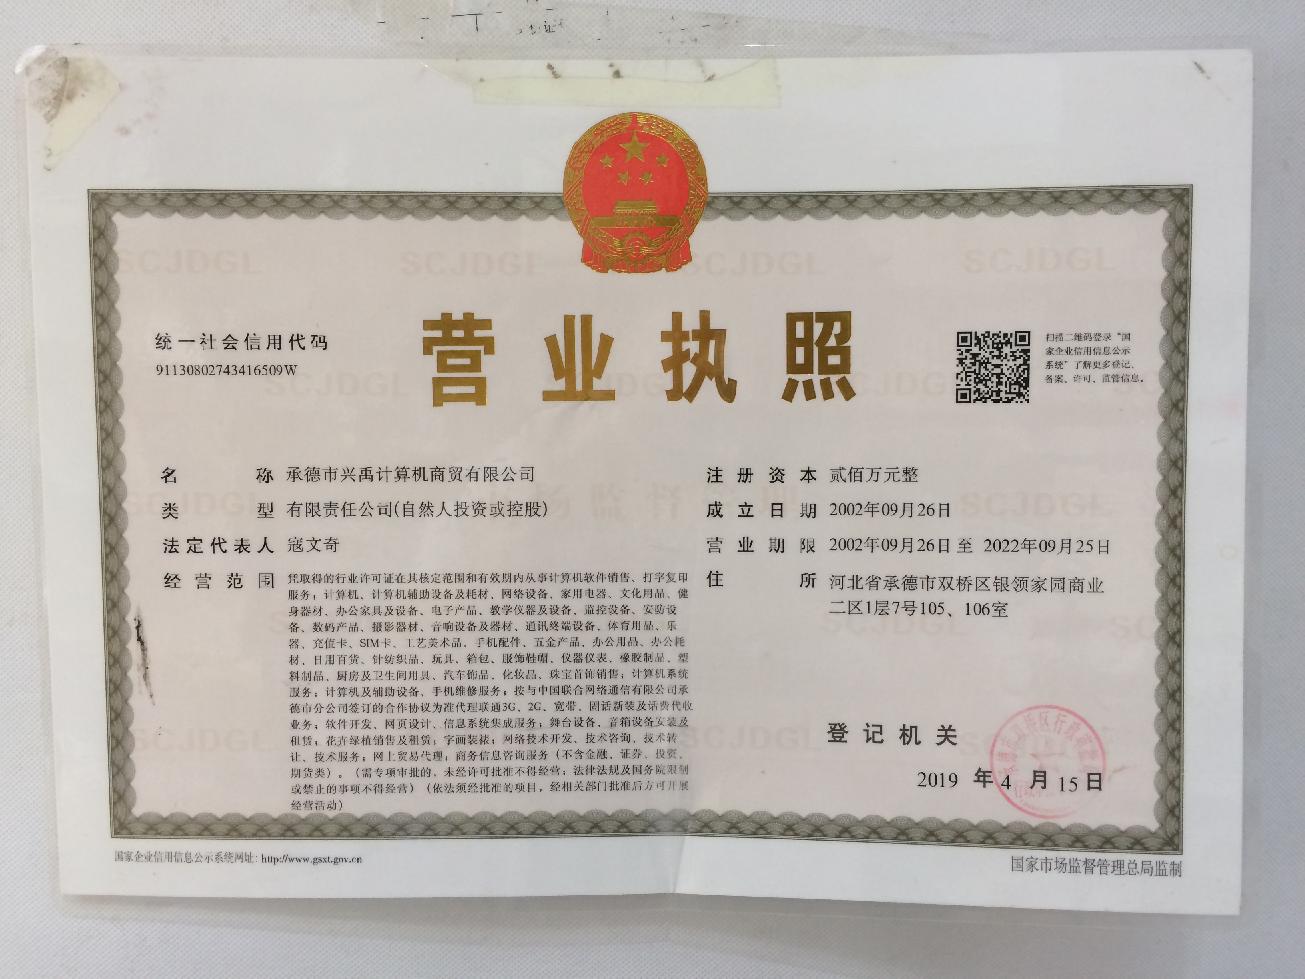 营业执照
统一社会信用代码
91130802743416509W
扫描二维码登录“国
家企业信用信息公示
系统”了解更多登记、
备案、许可、监管信息。
名 称 承德市兴禹计算机商贸有限公司
类 型 有限责任公司(自然人投资或控股)
法定代表人 寇文奇
经营范围 凭取得的行业许可证在其核定范围和有效期内从事计算机软件销售、打字复印
服务；计算机、计算机辅助设备及耗材、网络设备、家用电器、文化用品、健
身器材、办公家具及设备、电子产品、教学仪器及设备、监控设备、安防设
备、数码产品、摄影器材、音响设备及器材、通讯终端设备、体育用品、乐
器、充值卡、SIM卡、工艺美术品、手机配件、五金产品、办公用品、办公耗
材、日用百货、针纺织品、玩具、箱包、服饰鞋帽、仪器仪表、橡胶制品、塑
料制品、厨房及卫生间用具、汽车饰品、化妆品、珠宝首饰销售；计算机系统
服务；计算机及辅助设备、手机维修服务；按与中国联合网络通信有限公司承
德市分公司签订的合作协议为准代理联通3G、2G、宽带、固话新装及话费代收
业务；软件开发、网页设计、信息系统集成服务；舞台设备、音箱设备安装及
租赁；花卉绿植销售及租赁；字画装裱；网络技术开发、技术咨询、技术转
让、技术服务；网上贸易代理；商务信息咨询服务（不含金融、证券、投资、
期货类）。（需专项审批的，未经许可批准不得经营；法律法规及国务院限制
或禁止的事项不得经营）（依法须经批准的项目，经相关部门批准后方可开展
经营活动）
注册资本 贰佰万元整
成立日期 2002年09月26日
营业期限 2002年09月26日 至 2022年09月25日
住 所 河北省承德市双桥区银领家园商业
二区1层7号105、106室
登记机关
2019 年 4 月 15 日
国家企业信用信息公示系统网址: http://www.gsxt.gov.cn
国家市场监督管理总局监制